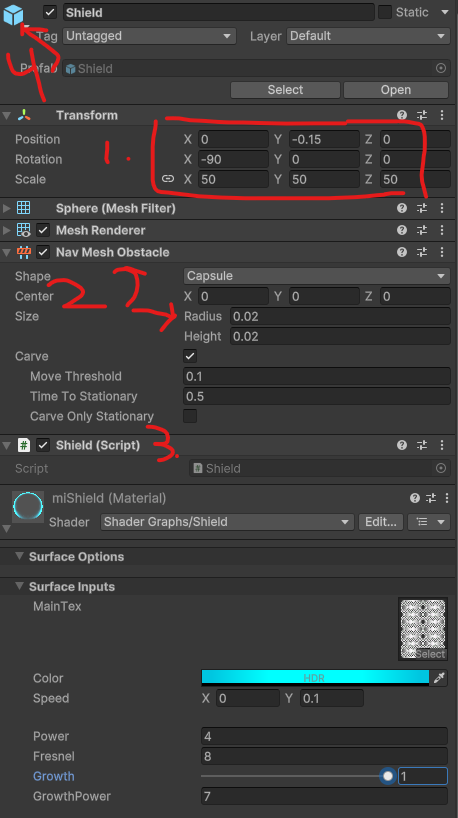 Shield Static
Tag Untagged Layer Default
4
Prefab Shield
Select Open
Transform
1.
Position X 0 Y -0.15 Z 0
Rotation X -90 Y 0 Z 0
Scale X 50 Y 50 Z 50
Sphere (Mesh Filter)
Mesh Renderer
Nav Mesh Obstacle
2
Shape Capsule
Center X 0 Y 0 Z 0
Size Radius 0.02
Height 0.02
Carve
Move Threshold 0.1
Time To Stationary 0.5
Carve Only Stationary
3.
# Shield (Script)
Script # Shield
miShield (Material)
Shader Shader Graphs/Shield Edit...
Surface Options
Surface Inputs
MainTex
Select
Color HDR
Speed X 0 Y 0.1
Power 4
Fresnel 8
Growth 1
GrowthPower 7